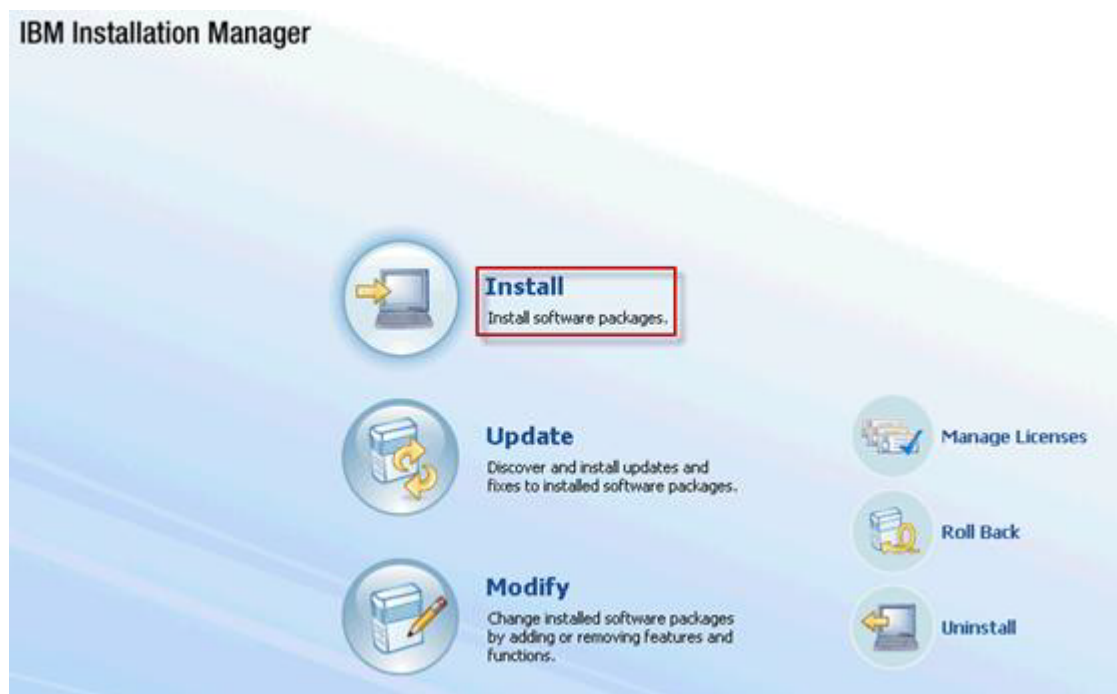 IBM Installation Manager
Install
Install software packages.
Update
Discover and install updates and
fixes to installed software packages.
Modify
Change installed software packages
by adding or removing features and
functions.
Manage Licenses
Roll Back
Uninstall